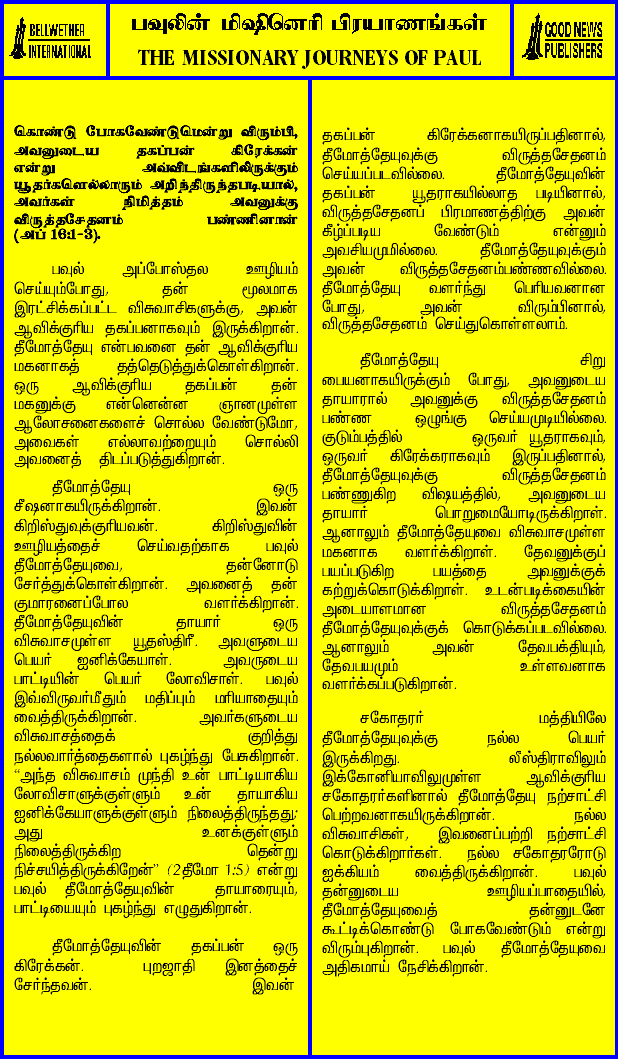 BELLWETHER
INTERNATIONAL
பவுலின் மிஷினெரி பிரயாணங்கள்
THE MISSIONARY JOURNEYS OF PAUL
GOOD NEWS
PUBLISHERS
கொண்டு போகவேண்டுமென்று விரும்பி,
அவனுடைய தகப்பன் கிரேக்கன்
என்று அவ்விடங்களிலிருக்கும்
யூதர்களெல்லாரும் அறிந்திருந்தபடியால்,
அவர்கள் நிமித்தம் அவனுக்கு
விருத்தசேதனம் பண்ணினான்
(அப் 16:1-3).
பவுல் அப்போஸ்தல ஊழியம்
செய்யும்போது, தன் மூலமாக
இரட்சிக்கப்பட்ட விசுவாசிகளுக்கு, அவன்
ஆவிக்குரிய தகப்பனாகவும் இருக்கிறான்.
தீமோத்தேயு என்பவனை தன் ஆவிக்குரிய
மகனாகத் தத்தெடுத்துக்கொள்கிறான்.
ஒரு ஆவிக்குரிய தகப்பன் தன்
மகனுக்கு என்னென்ன ஞானமுள்ள
ஆலோசனைகளைச் சொல்ல வேண்டுமோ,
அவைகள் எல்லாவற்றையும் சொல்லி
அவனைத் திடப்படுத்துகிறான்.
தீமோத்தேயு ஒரு
சீஷனாகயிருக்கிறான். இவன்
கிறிஸ்துவுக்குரியவன். கிறிஸ்துவின்
ஊழியத்தைச் செய்வதற்காக பவுல்
தீமோத்தேயுவை, தன்னோடு
சேர்த்துக்கொள்கிறான். அவனைத் தன்
குமாரனைப்போல வளர்க்கிறான்.
தீமோத்தேயுவின் தாயார் ஒரு
விசுவாசமுள்ள யூதஸ்திரீ. அவளுடைய
பெயர் ஐனிக்கேயாள். அவருடைய
பாட்டியின் பெயர் லோவிசாள். பவுல்
இவ்விருவர்மீதும் மதிப்பும் மரியாதையும்
வைத்திருக்கிறான். அவர்களுடைய
விசுவாசத்தைக் குறித்து
நல்லவார்த்தைகளால் புகழ்ந்து பேசுகிறான்.
“அந்த விசுவாசம் முந்தி உன் பாட்டியாகிய
லோவிசாளுக்குள்ளும் உன் தாயாகிய
ஐனிக்கேயாளுக்குள்ளும் நிலைத்திருந்தது;
அது உனக்குள்ளும்
நிலைத்திருக்கிற தென்று
நிச்சயித்திருக்கிறேன்” (2தீமோ 1:5) என்று
பவுல் தீமோத்தேயுவின் தாயாரையும்,
பாட்டியையும் புகழ்ந்து எழுதுகிறான்.
தீமோத்தேயுவின் தகப்பன் ஒரு
கிரேக்கன். புறஜாதி இனத்தைச்
சேர்ந்தவன். இவன்
தகப்பன் கிரேக்கனாகயிருப்பதினால்,
தீமோத்தேயுவுக்கு விருத்தசேதனம்
செய்யப்படவில்லை. தீமோத்தேயுவின்
தகப்பன் யூதராகயில்லாத படியினால்,
விருத்தசேதனப் பிரமாணத்திற்கு அவன்
கீழ்ப்படிய வேண்டும் என்னும்
அவசியமுமில்லை. தீமோத்தேயுவுக்கும்
அவன் விருத்தசேதனம்பண்ணவில்லை.
தீமோத்தேயு வளர்ந்து பெரியவனான
போது, அவன் விரும்பினால்,
விருத்தசேதனம் செய்துகொள்ளலாம்.
தீமோத்தேயு சிறு
பையனாகயிருக்கும் போது, அவனுடைய
தாயாரால் அவனுக்கு விருத்தசேதனம்
பண்ண ஒழுங்கு செய்யமுடியில்லை.
குடும்பத்தில் ஒருவர் யூதராகவும்,
ஒருவர் கிரேக்கராகவும் இருப்பதினால்,
தீமோத்தேயுவுக்கு விருத்தசேதனம்
பண்ணுகிற விஷயத்தில், அவனுடைய
தாயார் பொறுமையோடிருக்கிறாள்.
ஆனாலும் தீமோத்தேயுவை விசுவாசமுள்ள
மகனாக வளர்க்கிறாள். தேவனுக்குப்
பயப்படுகிற பயத்தை அவனுக்குக்
கற்றுக்கொடுக்கிறாள். உடன்படிக்கையின்
அடையாளமான விருத்தசேதனம்
தீமோத்தேயுவுக்குக் கொடுக்கப்படவில்லை.
ஆனாலும் அவன் தேவபக்தியும்,
தேவபயமும் உள்ளவனாக
வளர்க்கப்படுகிறான்.
சகோதரர் மத்தியிலே
தீமோத்தேயுவுக்கு நல்ல பெயர்
இருக்கிறது. லீஸ்திராவிலும்
இக்கோனியாவிலுமுள்ள ஆவிக்குரிய
சகோதரர்களினால் தீமோத்தேயு நற்சாட்சி
பெற்றவனாகயிருக்கிறான். நல்ல
விசுவாசிகள், இவனைப்பற்றி நற்சாட்சி
கொடுக்கிறார்கள். நல்ல சகோதரரோடு
ஐக்கியம் வைத்திருக்கிறான். பவுல்
தன்னுடைய ஊழியப்பாதையில்,
தீமோத்தேயுவைத் தன்னுடனே
கூட்டிக்கொண்டு போகவேண்டும் என்று
விரும்புகிறான். பவுல் தீமோத்தேயுவை
அதிகமாய் நேசிக்கிறான்.